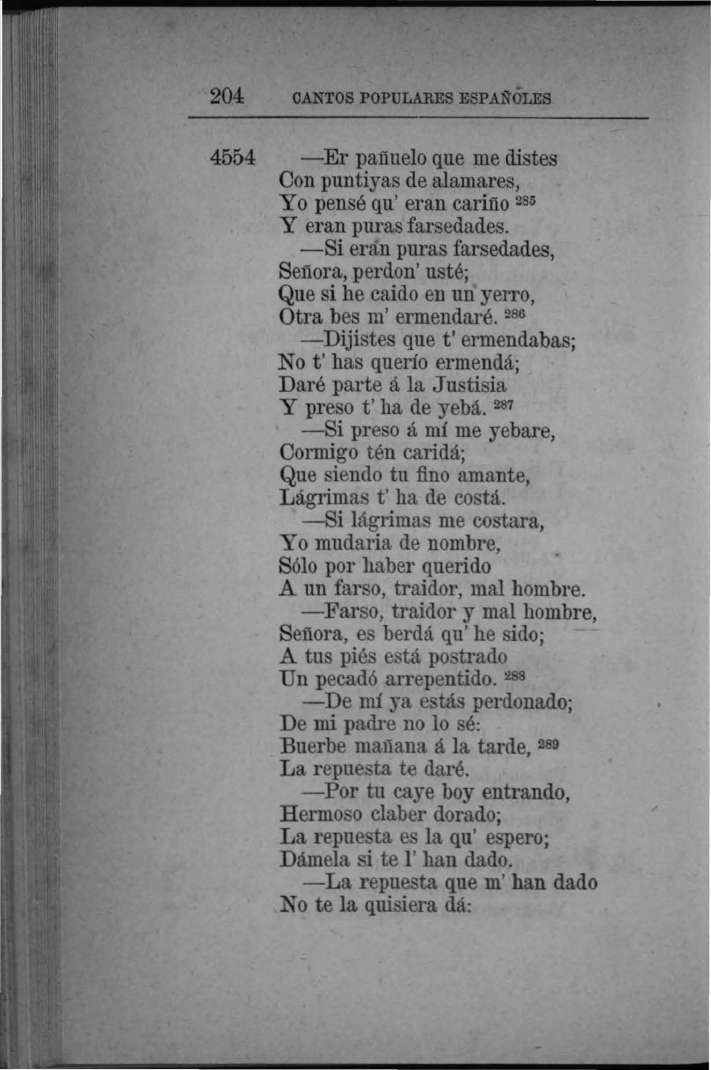 204 CANTOS POPULARES ESPAÑOLES
4554 —Er pañuelo que me distes
Con puntiyas de alamares,
Yo pensé qu' eran cariño ²⁸⁵
Y eran puras farsedades.
—Si erán puras farsedades,
Señora, perdon' usté;
Que si he caido en un yerro,
Otra bes m' ermendaré. ²⁸⁶
—Dijistes que t' ermendabas;
No t' has querío ermendá;
Daré parte á la Justisia
Y preso t' ha de yebá. ²⁸⁷
—Si preso á mí me yebare,
Cormigo tén caridá;
Que siendo tu fino amante,
Lágrimas t' ha de costá.
—Si lágrimas me costara,
Yo mudaria de nombre,
Sólo por haber querido
A un farso, traidor, mal hombre.
—Farso, traidor y mal hombre,
Señora, es berdá qu' he sido;
A tus piés está postrado
Un pecadó arrepentido. ²⁸⁸
—De mí ya estás perdonado;
De mi padre no lo sé:
Buerbe mañana á la tarde, ²⁸⁹
La repuesta te daré.
—Por tu caye boy entrando,
Hermoso claber dorado;
La repuesta es la qu' espero;
Dámela si te l' han dado.
—La repuesta que m' han dado
No te la quisiera dá: